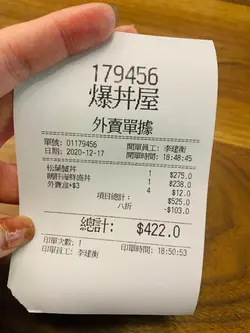 179456
爆丼屋
外賣單據
單號: 01179456 開單員工: 李建衡
日期: 2020-12-17 開單時間: 18:48:45
松葉蟹丼 1 $275.0
鵝肝海鮮盛丼 1 $238.0
外賣盒+$3 4 $12.0
項目總計: $525.0
八折 -$103.0
總計: $422.0
印單次數: 1
印單員工: 李建衡 印單時間: 18:50:53